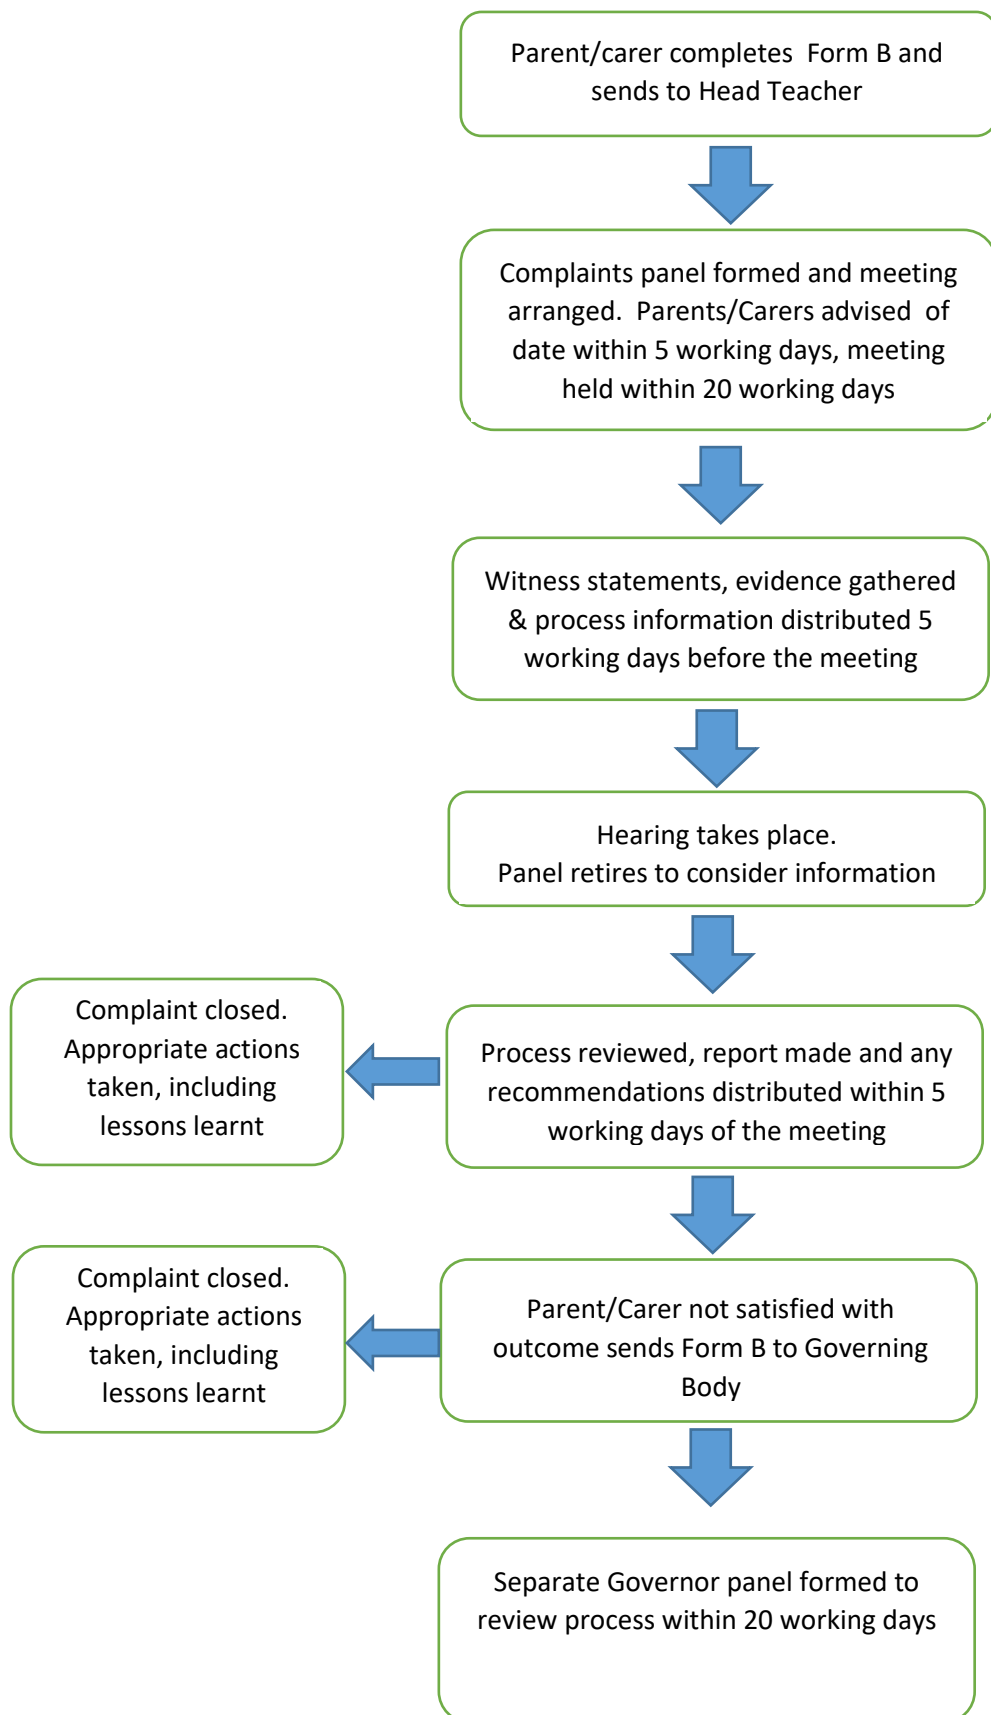 Parent/carer completes  Form B and
sends to Head Teacher
Complaints panel formed and meeting
arranged.  Parents/Carers advised  of
date within 5 working days, meeting
held within 20 working days
Witness statements, evidence gathered
& process information distributed 5
working days before the meeting
Hearing takes place.
Panel retires to consider information
Process reviewed, report made and any
recommendations distributed within 5
working days of the meeting
Complaint closed.
Appropriate actions
taken, including
lessons learnt
Parent/Carer not satisfied with
outcome sends Form B to Governing
Body
Complaint closed.
Appropriate actions
taken, including
lessons learnt
Separate Governor panel formed to
review process within 20 working days